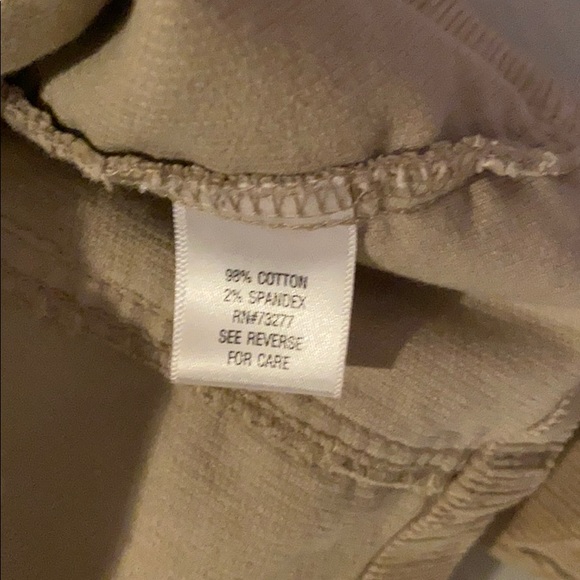 98% COTTON
2% SPANDEX
RN#73277
SEE REVERSE
FOR CARE